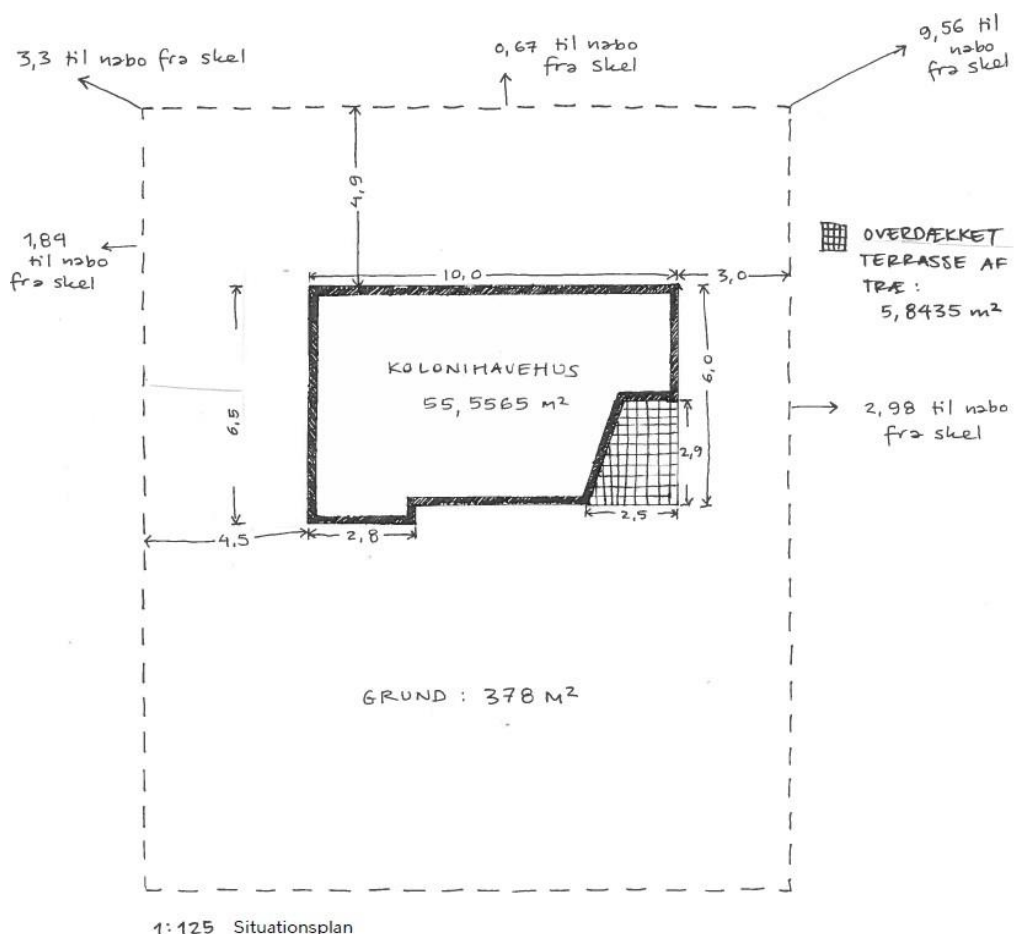 3,3 til nabo fra skel
0,67 til nabo
fra skel
9,56 til
nabo
fra skel
4,9
1,84
til nabo
fra skel
OVERDÆKKET
TERRASSE AF
TRÆ :
5,8435 m²
10,0
3,0
KOLONIHAVEHUS
55,5565 m²
6,0
6,5
2,9
2,98 til nabo
fra skel
2,5
4,5
2,8
GRUND : 378 M²
1:125 Situationsplan